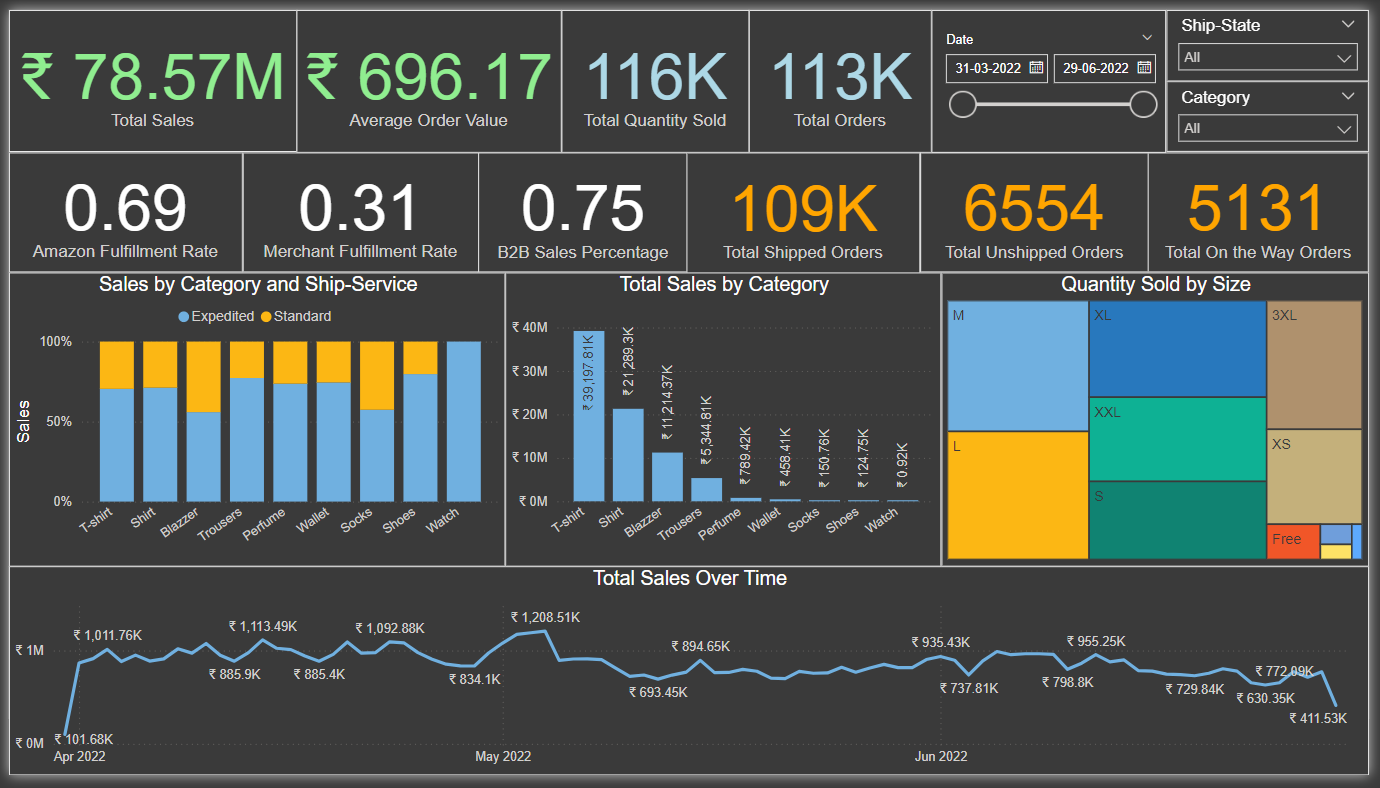 ₹ 78.57M
Total Sales
₹ 696.17
Average Order Value
116K
Total Quantity Sold
113K
Total Orders
Date
31-03-2022
29-06-2022
Ship-State
All
Category
All
0.69
Amazon Fulfillment Rate
0.31
Merchant Fulfillment Rate
0.75
B2B Sales Percentage
109K
Total Shipped Orders
6554
Total Unshipped Orders
5131
Total On the Way Orders
Sales by Category and Ship-Service
Expedited Standard
100%
50%
0%
Sales
T-shirt
Shirt
Blazzer
Trousers
Perfume
Wallet
Socks
Shoes
Watch
Total Sales by Category
₹ 40M
₹ 30M
₹ 20M
₹ 10M
₹ 0M
₹ 39,197.81K
₹ 21,289.3K
₹ 11,214.37K
₹ 5,344.81K
₹ 789.42K
₹ 458.41K
₹ 150.76K
₹ 124.75K
₹ 0.92K
T-shirt
Shirt
Blazzer
Trousers
Perfume
Wallet
Socks
Shoes
Watch
Quantity Sold by Size
M
L
XL
XXL
S
3XL
XS
Free
Total Sales Over Time
₹ 1M
₹ 0M
₹ 101.68K
₹ 1,011.76K
₹ 885.9K
₹ 1,113.49K
₹ 885.4K
₹ 1,092.88K
₹ 834.1K
₹ 1,208.51K
₹ 693.45K
₹ 894.65K
₹ 935.43K
₹ 737.81K
₹ 798.8K
₹ 955.25K
₹ 729.84K
₹ 630.35K
₹ 772.09K
₹ 411.53K
Apr 2022
May 2022
Jun 2022